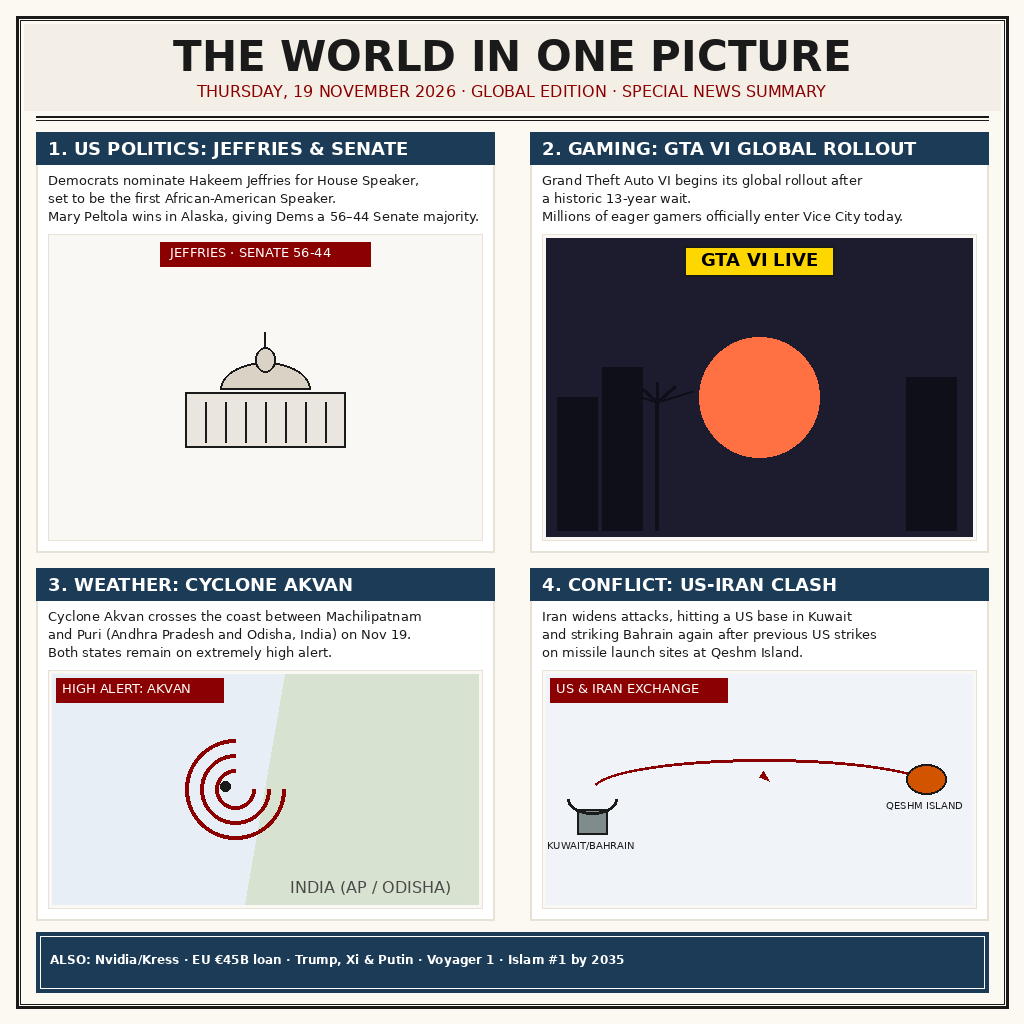 THE WORLD IN ONE PICTURE
THURSDAY, 19 NOVEMBER 2026 · GLOBAL EDITION · SPECIAL NEWS SUMMARY
1. US POLITICS: JEFFRIES & SENATE
Democrats nominate Hakeem Jeffries for House Speaker,
set to be the first African-American Speaker.
Mary Peltola wins in Alaska, giving Dems a 56–44 Senate majority.
JEFFRIES · SENATE 56-44
2. GAMING: GTA VI GLOBAL ROLLOUT
Grand Theft Auto VI begins its global rollout after
a historic 13-year wait.
Millions of eager gamers officially enter Vice City today.
GTA VI LIVE
3. WEATHER: CYCLONE AKVAN
Cyclone Akvan crosses the coast between Machilipatnam
and Puri (Andhra Pradesh and Odisha, India) on Nov 19.
Both states remain on extremely high alert.
HIGH ALERT: AKVAN
INDIA (AP / ODISHA)
4. CONFLICT: US-IRAN CLASH
Iran widens attacks, hitting a US base in Kuwait
and striking Bahrain again after previous US strikes
on missile launch sites at Qeshm Island.
US & IRAN EXCHANGE
QESHM ISLAND
KUWAIT/BAHRAIN
ALSO: Nvidia/Kress · EU €45B loan · Trump, Xi & Putin · Voyager 1 · Islam #1 by 2035